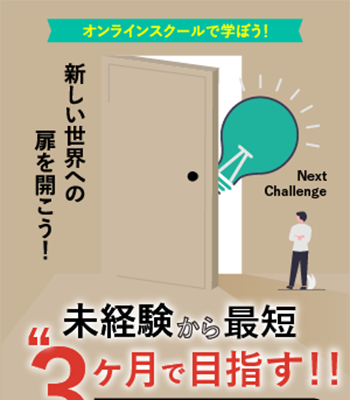 オンラインスクールで学ぼう!
新しい世界への
扉を開こう!
Next
Challenge
未経験から最短
“3ヶ月で目指す!!